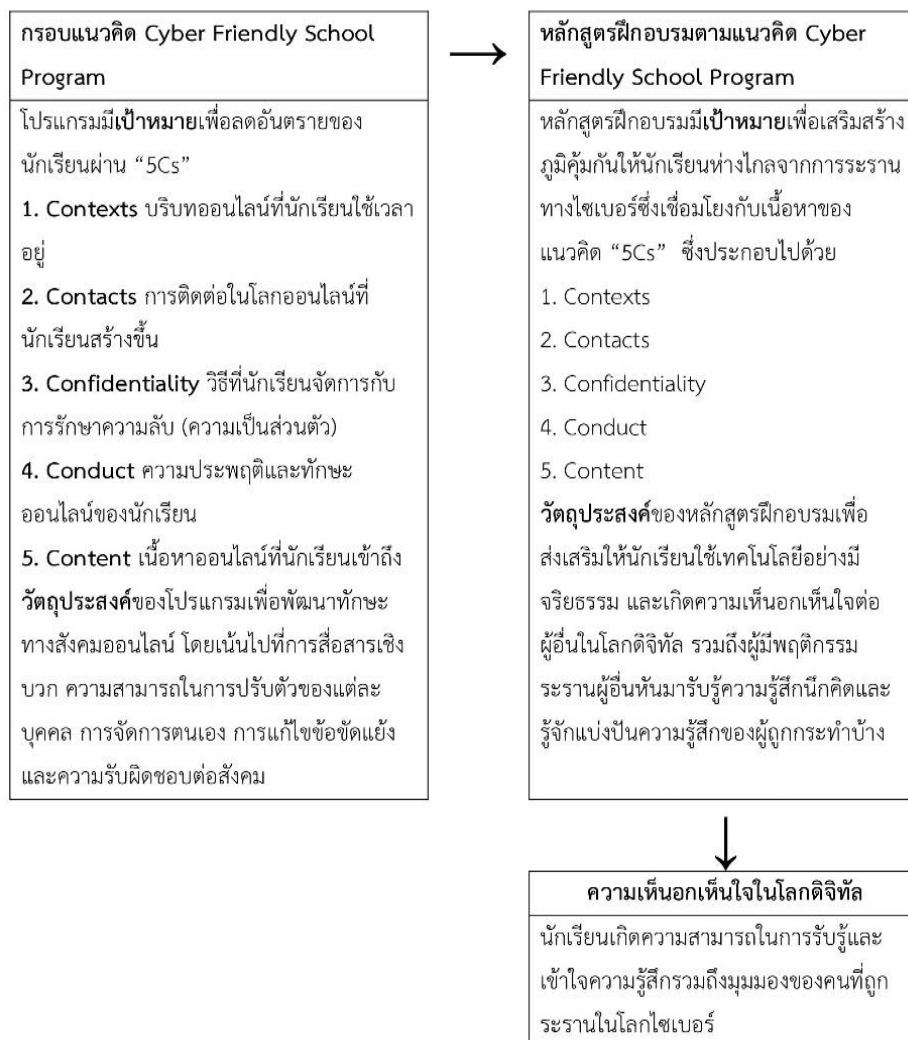 กรอบแนวคิด Cyber Friendly School
Program
โปรแกรมมีเป้าหมายเพื่อลดอันตรายของ
นักเรียนผ่าน “5Cs”
1. Contexts บริบทออนไลน์ที่นักเรียนใช้เวลา
อยู่
2. Contacts การติดต่อในโลกออนไลน์ที่
นักเรียนสร้างขึ้น
3. Confidentiality วิธีที่นักเรียนจัดการกับ
การรักษาความลับ (ความเป็นส่วนตัว)
4. Conduct ความประพฤติและทักษะ
ออนไลน์ของนักเรียน
5. Content เนื้อหาออนไลน์ที่นักเรียนเข้าถึง
วัตถุประสงค์ของโปรแกรมเพื่อพัฒนาทักษะ
ทางสังคมออนไลน์ โดยเน้นไปที่การสื่อสารเชิง
บวก ความสามารถในการปรับตัวของแต่ละ
บุคคล การจัดการตนเอง การแก้ไขข้อขัดแย้ง
และความรับผิดชอบต่อสังคม
หลักสูตรฝึกอบรมตามแนวคิด Cyber
Friendly School Program
หลักสูตรฝึกอบรมมีเป้าหมายเพื่อเสริมสร้าง
ภูมิคุ้มกันให้นักเรียนห่างไกลจากการระราน
ทางไซเบอร์ซึ่งเชื่อมโยงกับเนื้อหาของ
แนวคิด “5Cs” ซึ่งประกอบไปด้วย
1. Contexts
2. Contacts
3. Confidentiality
4. Conduct
5. Content
วัตถุประสงค์ของหลักสูตรฝึกอบรมเพื่อ
ส่งเสริมให้นักเรียนใช้เทคโนโลยีอย่างมี
จริยธรรม และเกิดความเห็นอกเห็นใจต่อ
ผู้อื่นในโลกดิจิทัล รวมถึงผู้มีพฤติกรรม
ระรานผู้อื่นหันมารับรู้ความรู้สึกนึกคิดและ
รู้จักแบ่งปันความรู้สึกของผู้ถูกกระทำบ้าง
ความเห็นอกเห็นใจในโลกดิจิทัล
นักเรียนเกิดความสามารถในการรับรู้และ
เข้าใจความรู้สึกรวมถึงมุมมองของคนที่ถูก
ระรานในโลกไซเบอร์